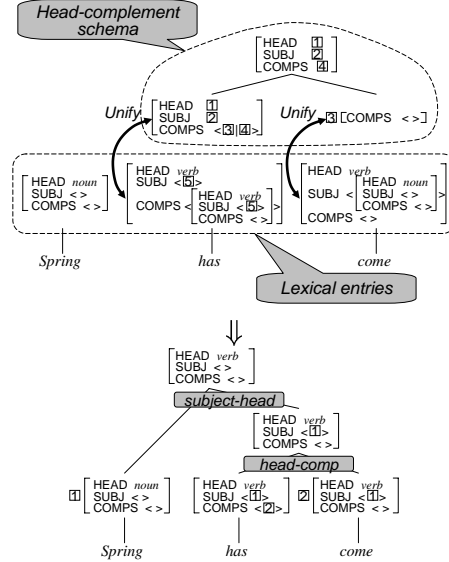 Head-complement
schema
HEAD 1
SUBJ 2
COMPS 4
Unify
HEAD 1
SUBJ 2
COMPS <3|4>
Unify
3 [COMPS < >]
HEAD noun
SUBJ < >
COMPS < >
HEAD verb
SUBJ <5>
COMPS <
HEAD verb
SUBJ <5>
COMPS < >
>
HEAD verb
SUBJ <
HEAD noun
SUBJ < >
COMPS < >
>
COMPS < >
Spring has come
Lexical entries
⇓
HEAD verb
SUBJ < >
COMPS < >
subject-head
HEAD verb
SUBJ <1>
COMPS < >
head-comp
1
HEAD noun
SUBJ < >
COMPS < >
HEAD verb
SUBJ <1>
COMPS <2>
2
HEAD verb
SUBJ <1>
COMPS < >
Spring has come